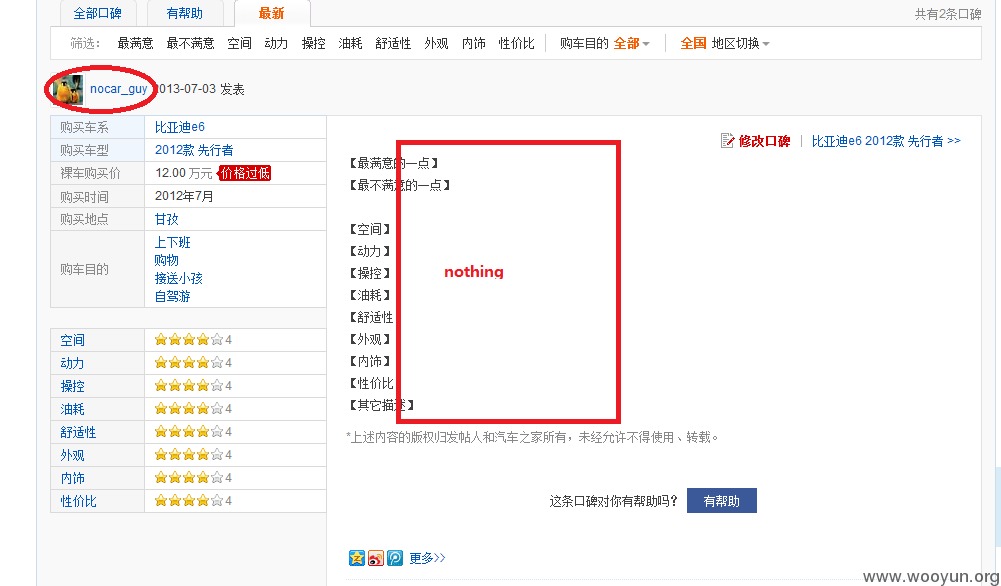 全部口碑 有帮助 最新 共有2条口碑
筛选： 最满意 最不满意 空间 动力 操控 油耗 舒适性 外观 内饰 性价比 购车目的 全部 全国 地区切换
nocar_guy 2013-07-03 发表
购买车系 比亚迪e6
购买车型 2012款 先行者
裸车购买价 12.00 万元 价格过低
购买时间 2012年7月
购买地点 甘孜
购车目的 上下班
购物
接送小孩
自驾游
空间 4
动力 4
操控 4
油耗 4
舒适性 4
外观 4
内饰 4
性价比 4
修改口碑 比亚迪e6 2012款 先行者 >>
【最满意的一点】
【最不满意的一点】
【空间】
【动力】
【操控】
【油耗】
【舒适性
【外观】
【内饰】
【性价比
【其它描述】
nothing
*上述内容的版权归发帖人和汽车之家所有，未经允许不得使用、转载。
这条口碑对你有帮助吗？ 有帮助
更多>>
www.wooyun.org